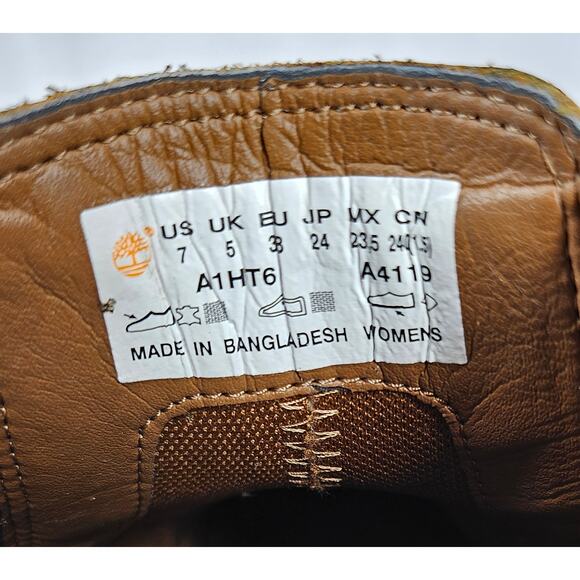 US UK EU JP MX CN
7 5 38 24 23.5 240(1.5)
A1HT6 A4119
MADE IN BANGLADESH WOMENS